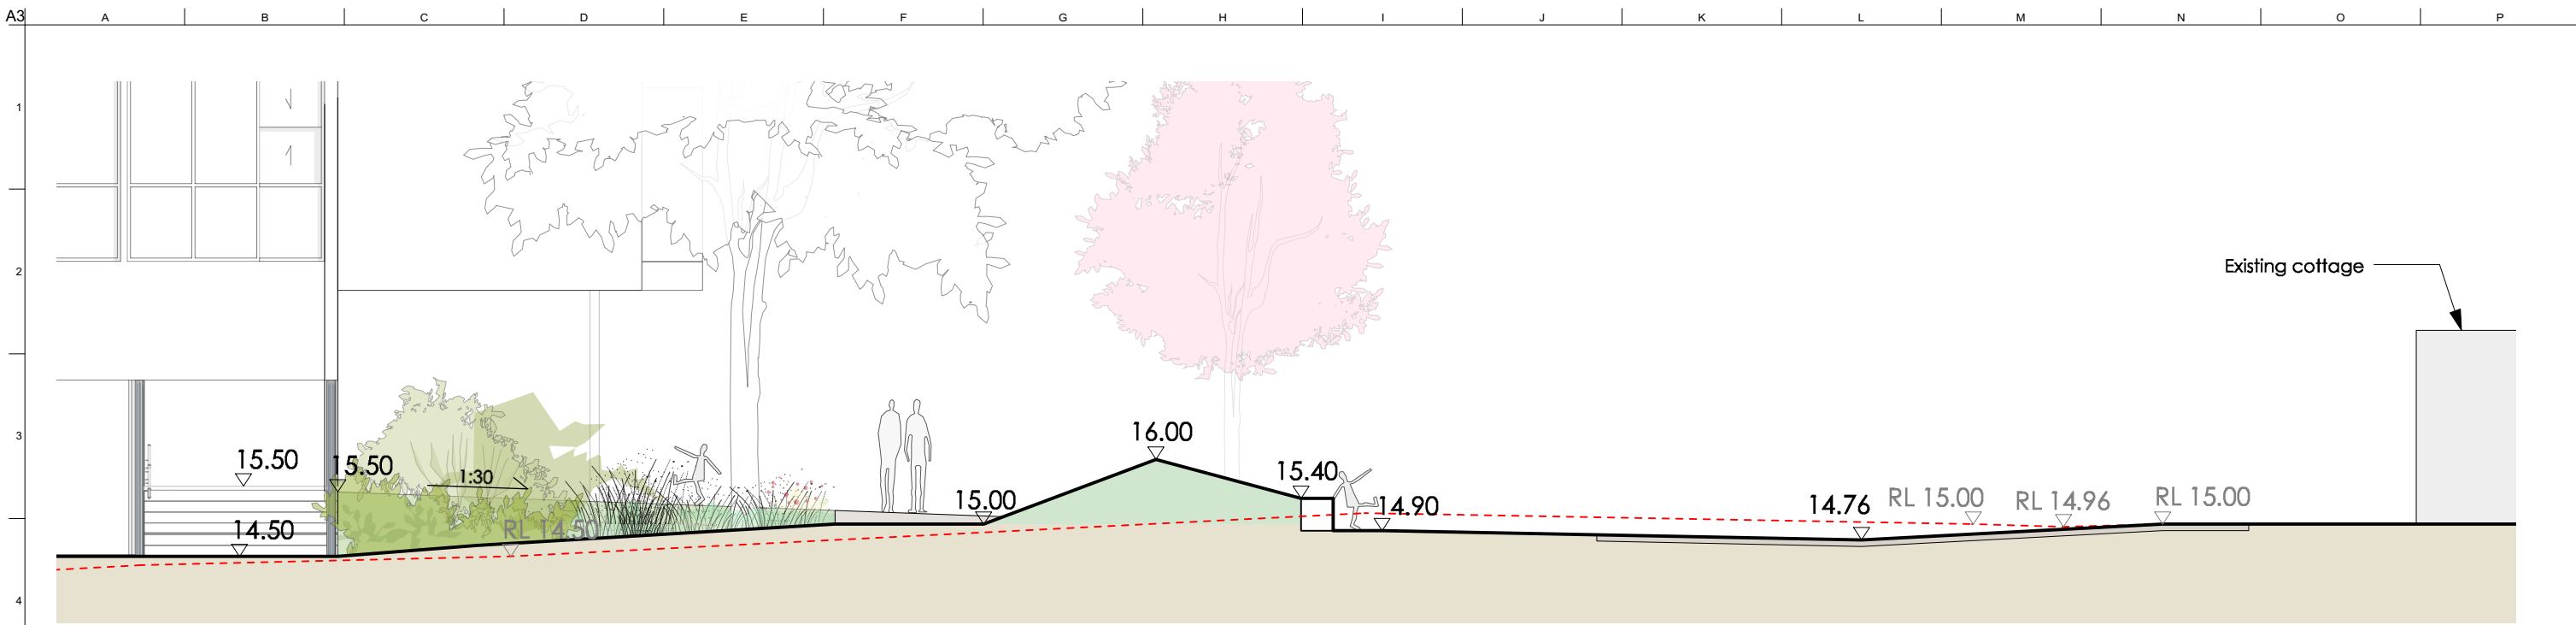 A3 A B C D E F G H I J K L M N O P
1
2
Existing cottage
3
16.00
15.50
15.50
1:30
15.40
15.00
14.90
14.76
RL 15.00
RL 14.96
RL 15.00
14.50
RL 14.50
4